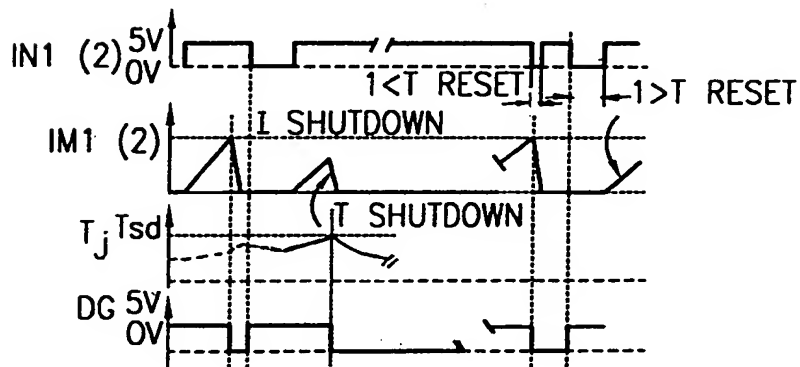 IN1 (2) 5V
0V
1<T RESET
1>T RESET
IM1 (2)
I SHUTDOWN
T SHUTDOWN
Tj Tsd
DG 5V
0V